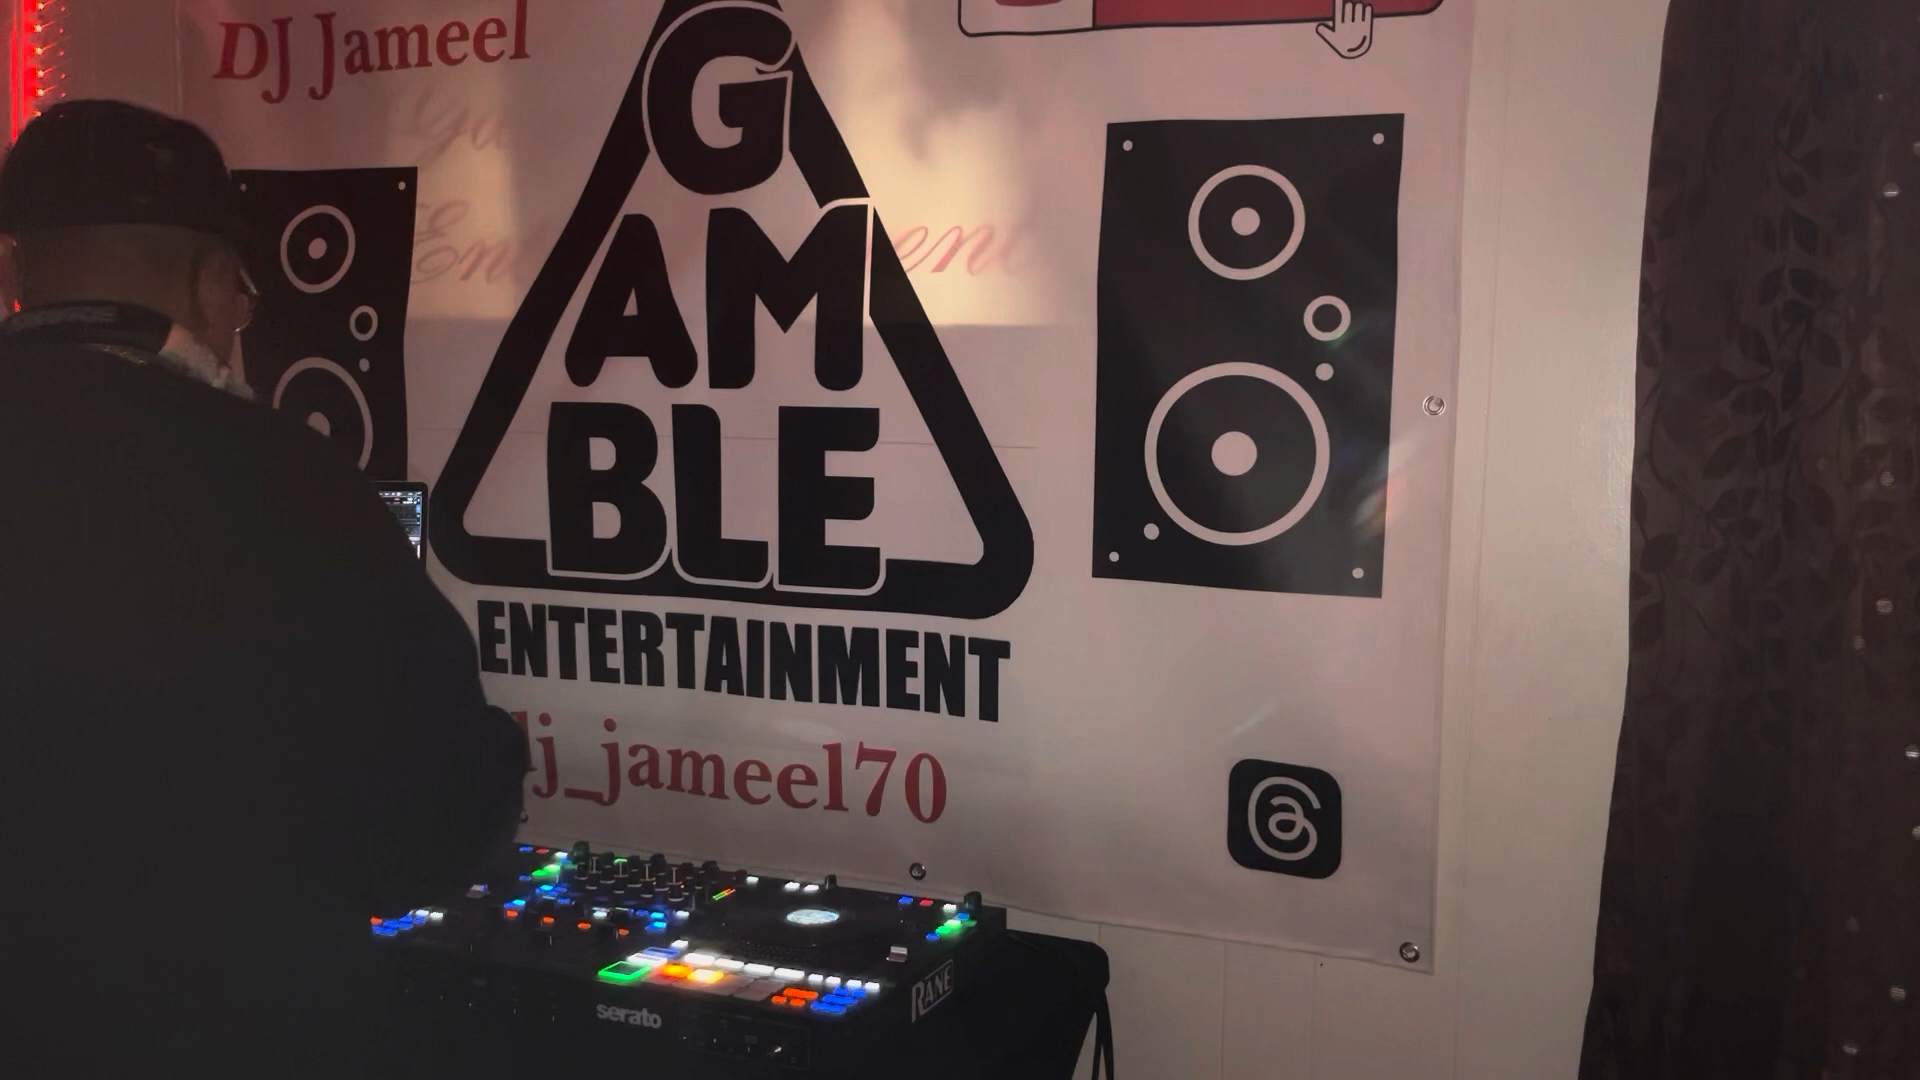 DJ Jameel
G
AM
BLE
ENTERTAINMENT
dj_jameel70
RANE
serato